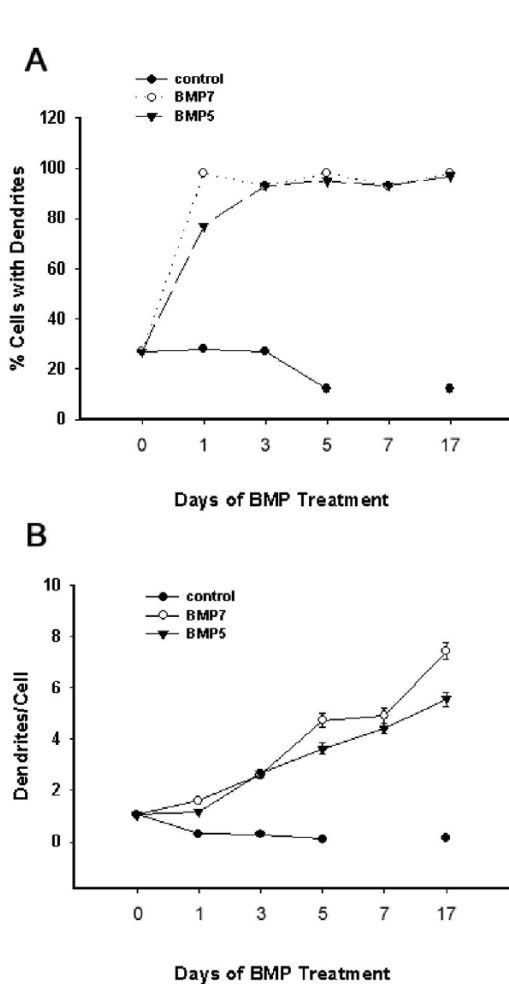 A
control
BMP7
BMP5
120
100
80
60
40
20
0
% Cells with Dendrites
0 1 3 5 7 17
Days of BMP Treatment
B
control
BMP7
BMP5
10
8
6
4
2
0
Dendrites/Cell
0 1 3 5 7 17
Days of BMP Treatment